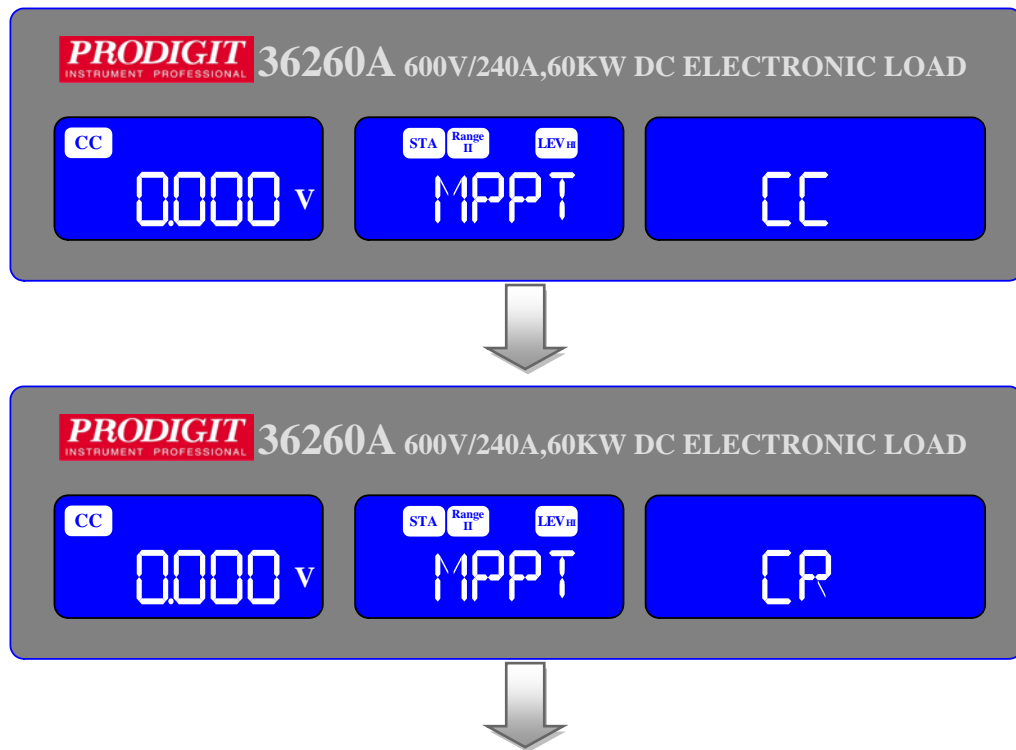 PRODIGIT
INSTRUMENT PROFESSIONAL
36260A 600V/240A,60KW DC ELECTRONIC LOAD
CC
0.000 V
STA Range II LEV HI
MPPT
CC
PRODIGIT
INSTRUMENT PROFESSIONAL
36260A 600V/240A,60KW DC ELECTRONIC LOAD
CC
0.000 V
STA Range II LEV HI
MPPT
CR